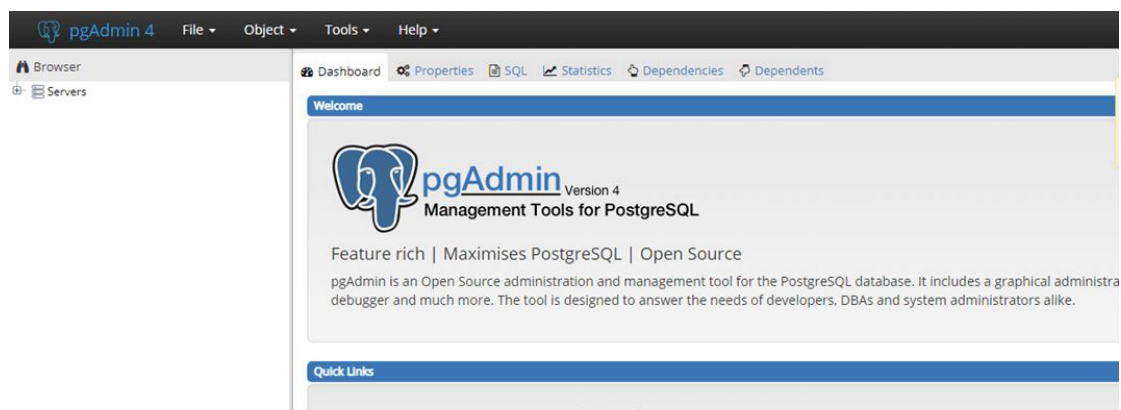 pgAdmin 4 File Object Tools Help
Browser
Dashboard Properties SQL Statistics Dependencies Dependents
Servers
Welcome
pgAdmin Version 4
Management Tools for PostgreSQL
Feature rich | Maximises PostgreSQL | Open Source
pgAdmin is an Open Source administration and management tool for the PostgreSQL database. It includes a graphical administra
debugger and much more. The tool is designed to answer the needs of developers, DBAs and system administrators alike.
Quick Links